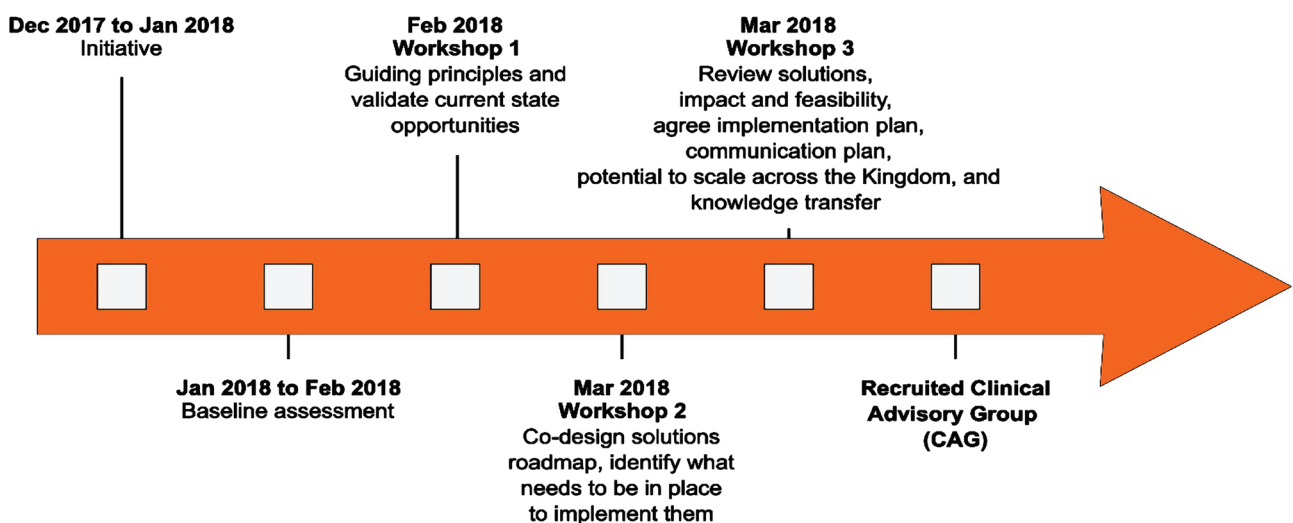 Dec 2017 to Jan 2018
Initiative
Feb 2018
Workshop 1
Guiding principles and
validate current state
opportunities
Mar 2018
Workshop 3
Review solutions,
impact and feasibility,
agree implementation plan,
communication plan,
potential to scale across the Kingdom, and
knowledge transfer
Jan 2018 to Feb 2018
Baseline assessment
Mar 2018
Workshop 2
Co-design solutions
roadmap, identify what
needs to be in place
to implement them
Recruited Clinical
Advisory Group
(CAG)